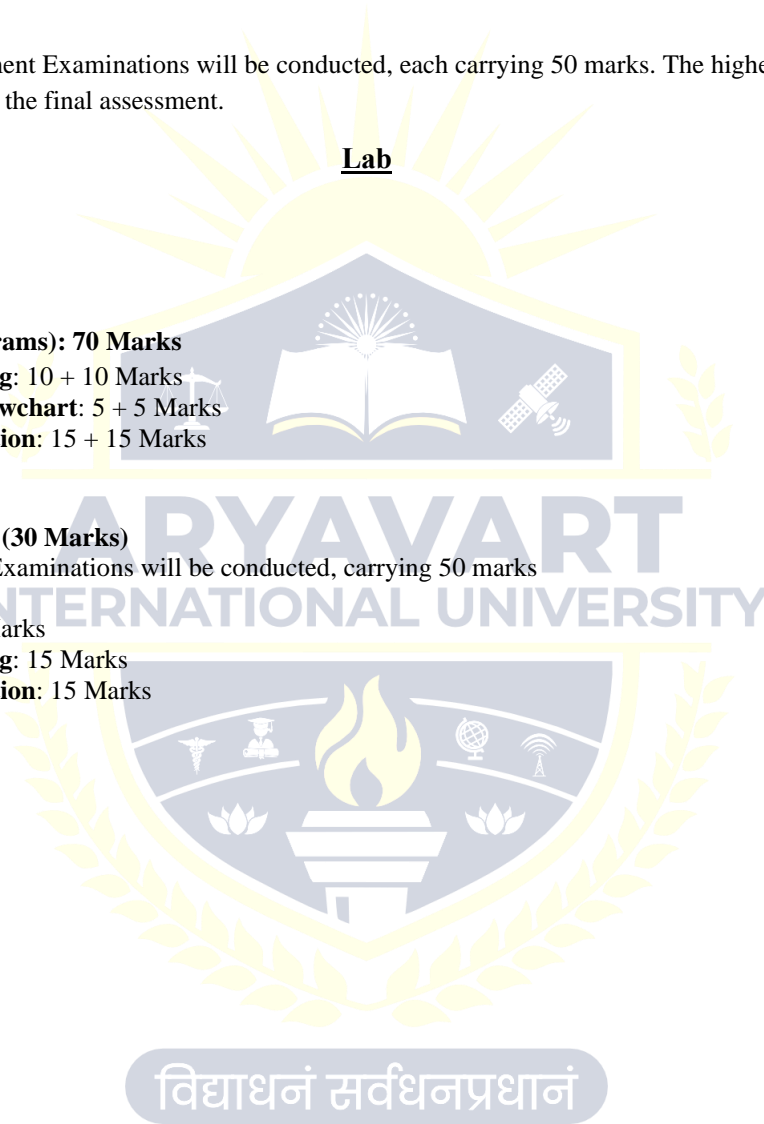 nent Examinations will be conducted, each carrying 50 marks. The highe
the final assessment.
Lab
rams): 70 Marks
g: 10 + 10 Marks
wchart: 5 + 5 Marks
ion: 15 + 15 Marks
(30 Marks)
Examinations will be conducted, carrying 50 marks
arks
g: 15 Marks
ion: 15 Marks
ARYAVART
INTERNATIONAL UNIVERSITY
विद्याधनं सर्वधनप्रधानं